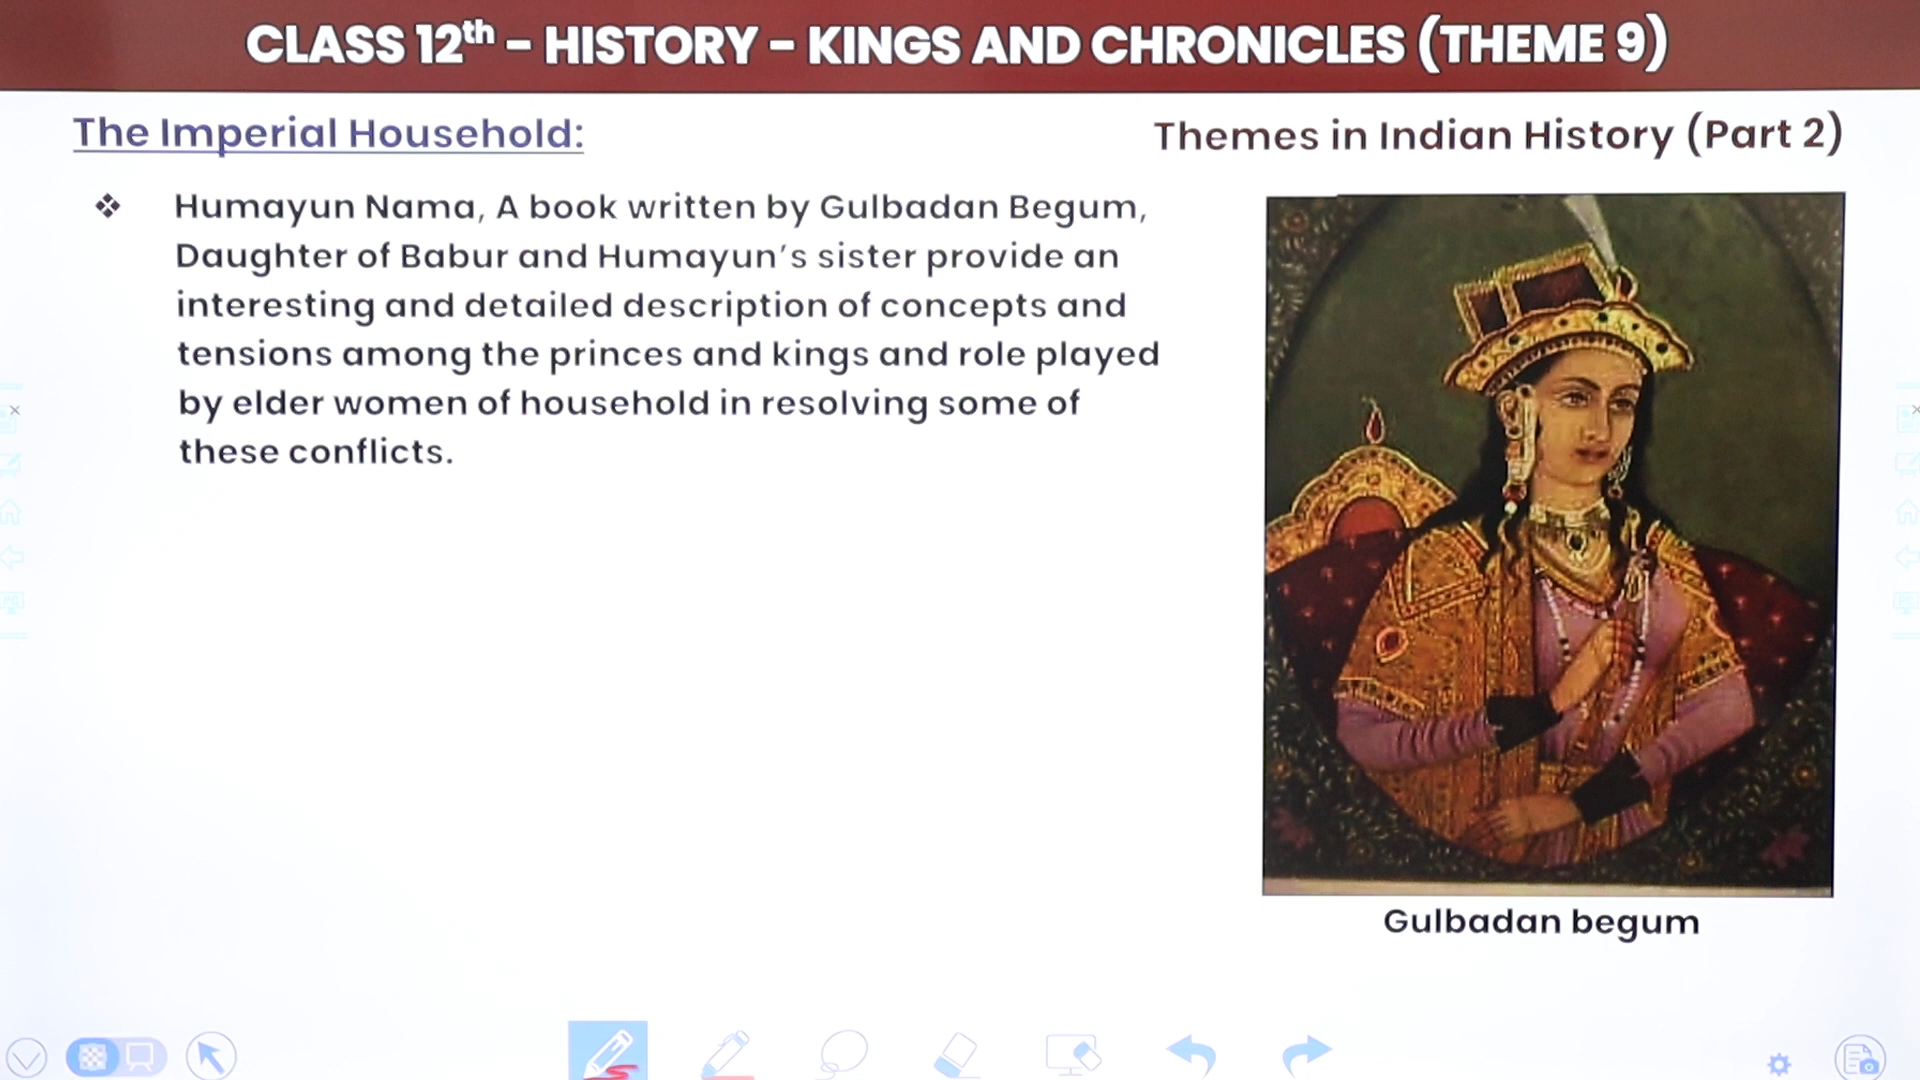 CLASS 12th - HISTORY - KINGS AND CHRONICLES (THEME 9)
The Imperial Household:
Themes in Indian History (Part 2)
❖ Humayun Nama, A book written by Gulbadan Begum,
Daughter of Babur and Humayun's sister provide an
interesting and detailed description of concepts and
tensions among the princes and kings and role played
by elder women of household in resolving some of
these conflicts.
Gulbadan begum